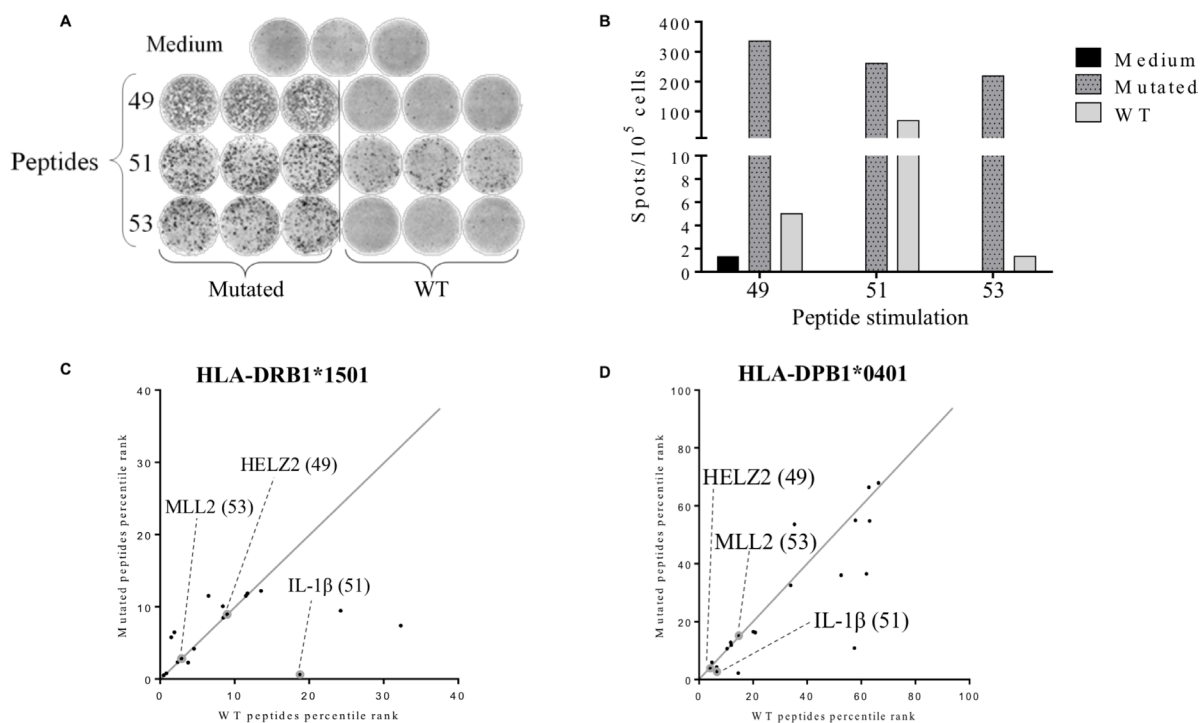 A
Medium
Peptides
49
51
53
Mutated
WT
B
Spots/10⁵ cells
400
300
200
100
10
8
6
4
2
0
49
51
53
Peptide stimulation
Medium
Mutated
WT
C
HLA-DRB1*1501
Mutated peptides percentile rank
40
30
20
10
0
HELZ2 (49)
MLL2 (53)
IL-1β (51)
0 10 20 30 40
WT peptides percentile rank
D
HLA-DPB1*0401
Mutated peptides percentile rank
100
80
60
40
20
0
HELZ2 (49)
MLL2 (53)
IL-1β (51)
0 20 40 60 80 100
WT peptides percentile rank